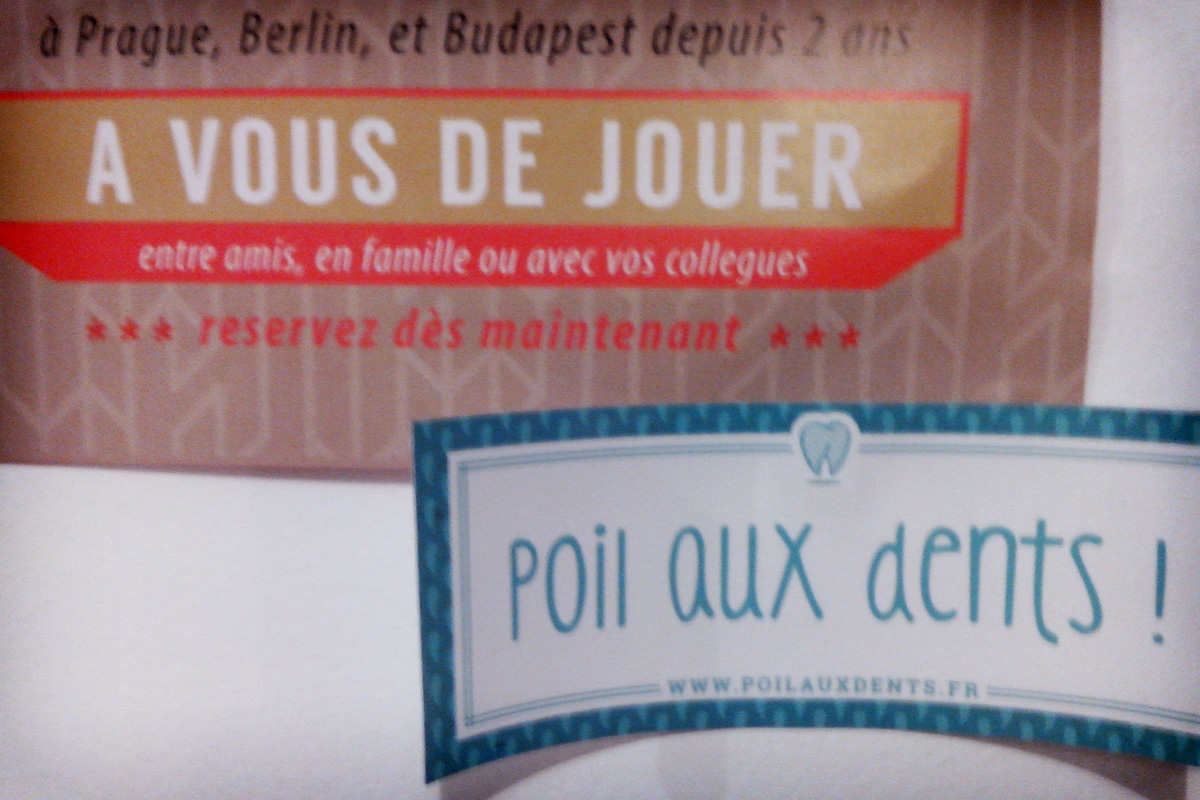 à Prague, Berlin, et Budapest depuis 2 ans
A VOUS DE JOUER
entre amis, en famille ou avec vos collegues
*** reservez dès maintenant ***
poil aux dents !
WWW.POILAUXDENTS.FR